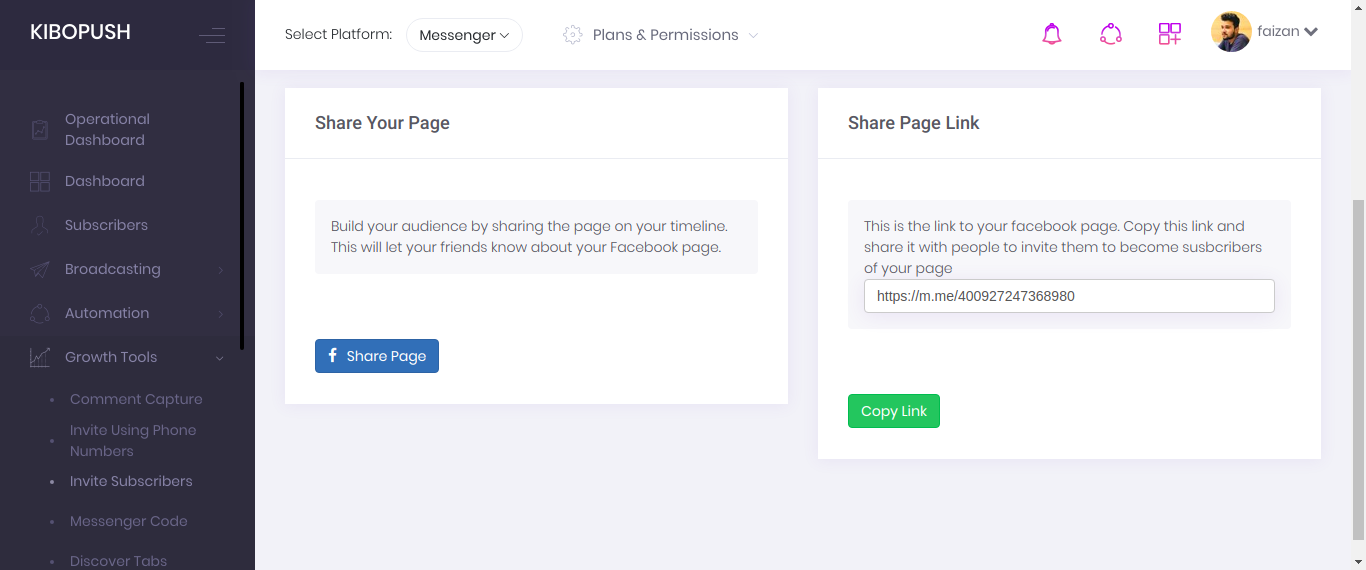 KIBOPUSH
Select Platform: Messenger
Plans & Permissions
faizan
Operational
Dashboard
Dashboard
Subscribers
Broadcasting
Automation
Growth Tools
Comment Capture
Invite Using Phone
Numbers
Invite Subscribers
Messenger Code
Discover Tabs
Share Your Page
Build your audience by sharing the page on your timeline.
This will let your friends know about your Facebook page.
Share Page
Share Page Link
This is the link to your facebook page. Copy this link and
share it with people to invite them to become susbcribers
of your page
https://m.me/400927247368980
Copy Link